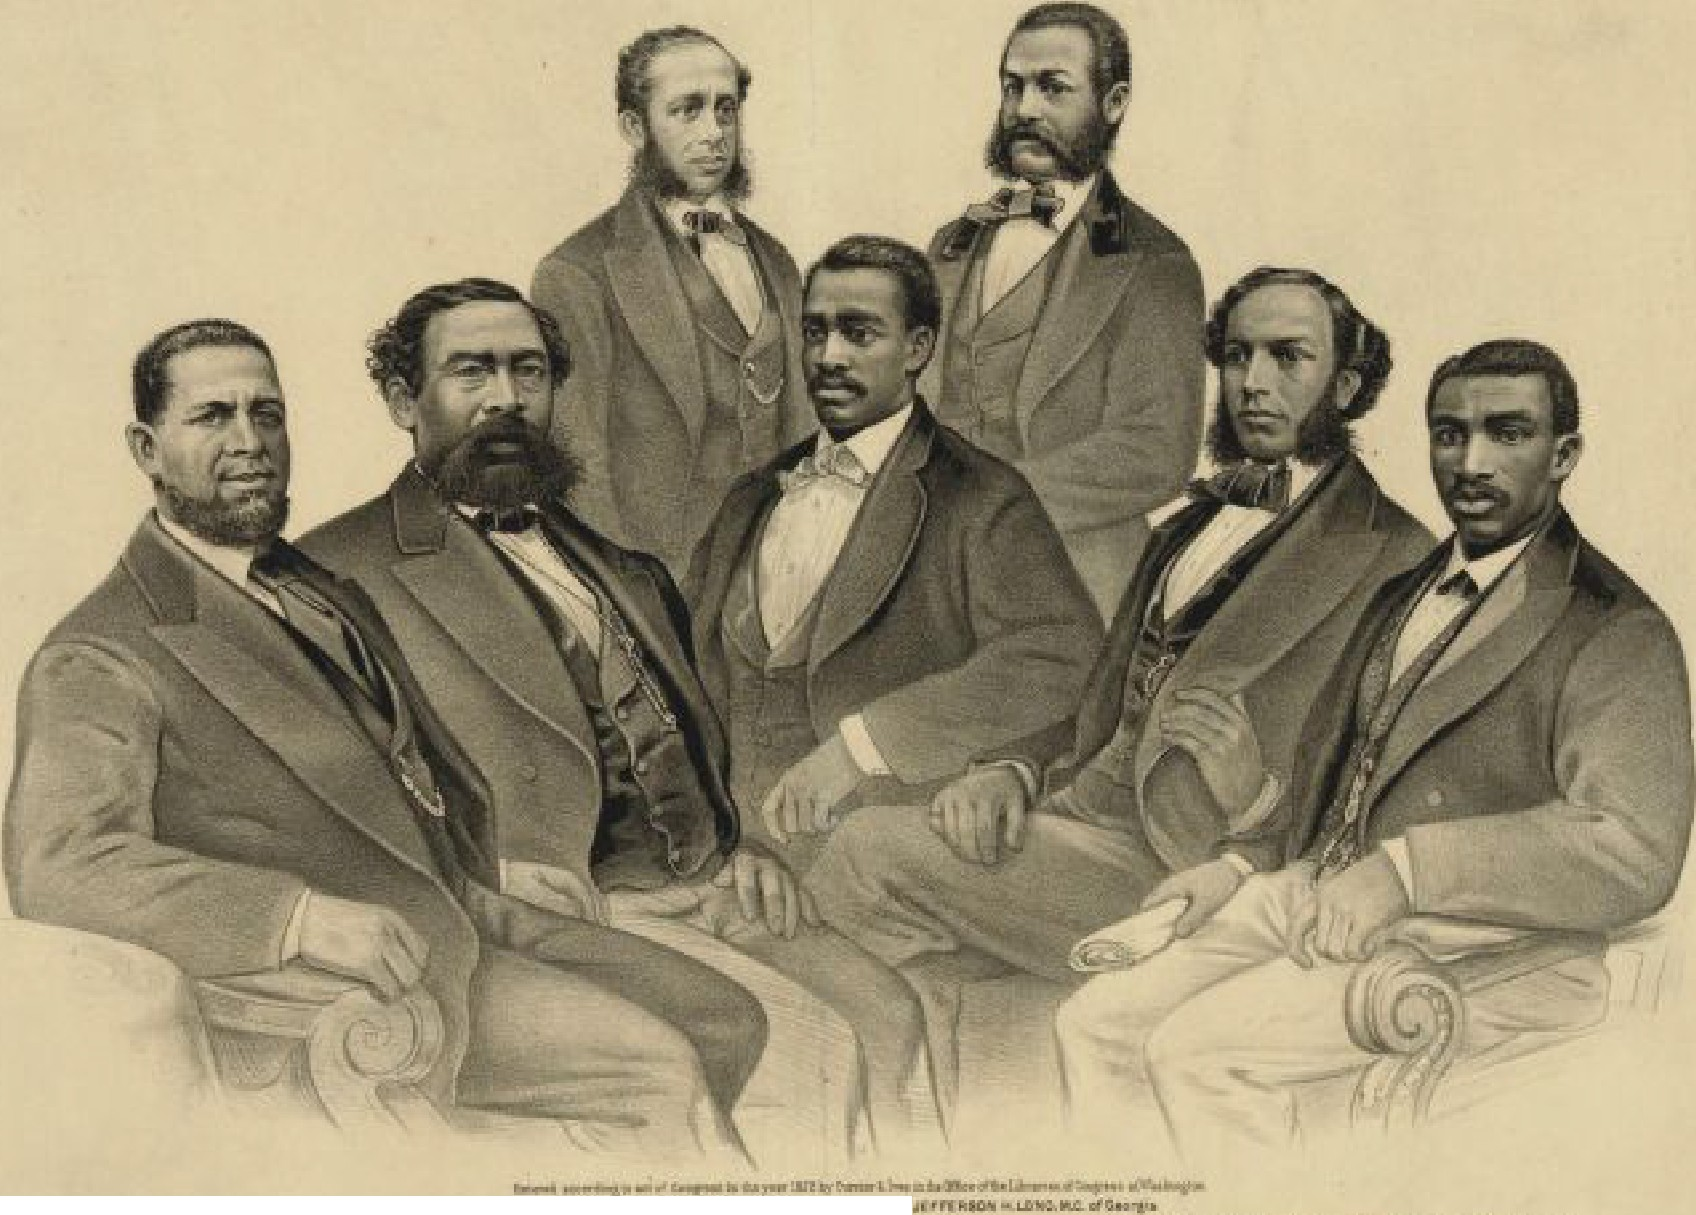 Entered according to act of Congress in the year 1872 by Currier & Ives in the Office of the Librarian of Congress at Washington
JEFFERSON H. LONG, M.C. of Georgia